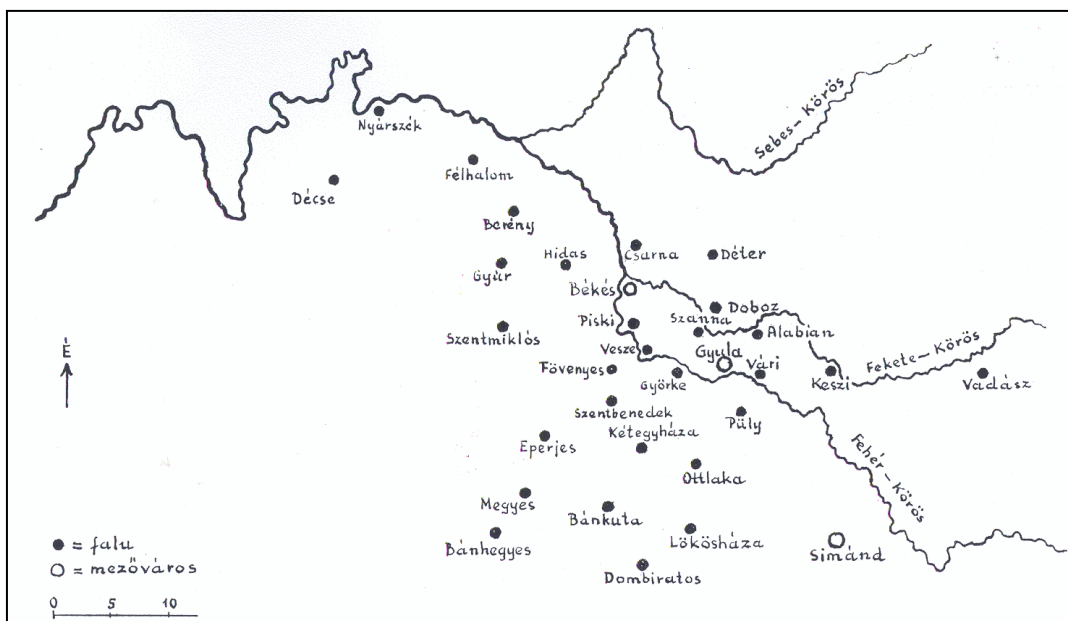 Nyárszék
Sebes-Körös
Félhalom
Décse
Berény
Hidas
Csarna
Déter
Gyúr
Békés
Doboz
Szanna
Piski
Alabián
Szentmiklós
É
Vesze
Gyula
Fövenyes
Györke
Vári
Keszi
Fekete-Körös
Vadász
Szentbenedek
Kétegyháza
Püly
Eperjes
Fehér-Körös
Ottlaka
Megyes
Bánkuta
Bánhegyes
Lökösháza
Simánd
Dombiratos
= falu
= mezőváros
0 5 10